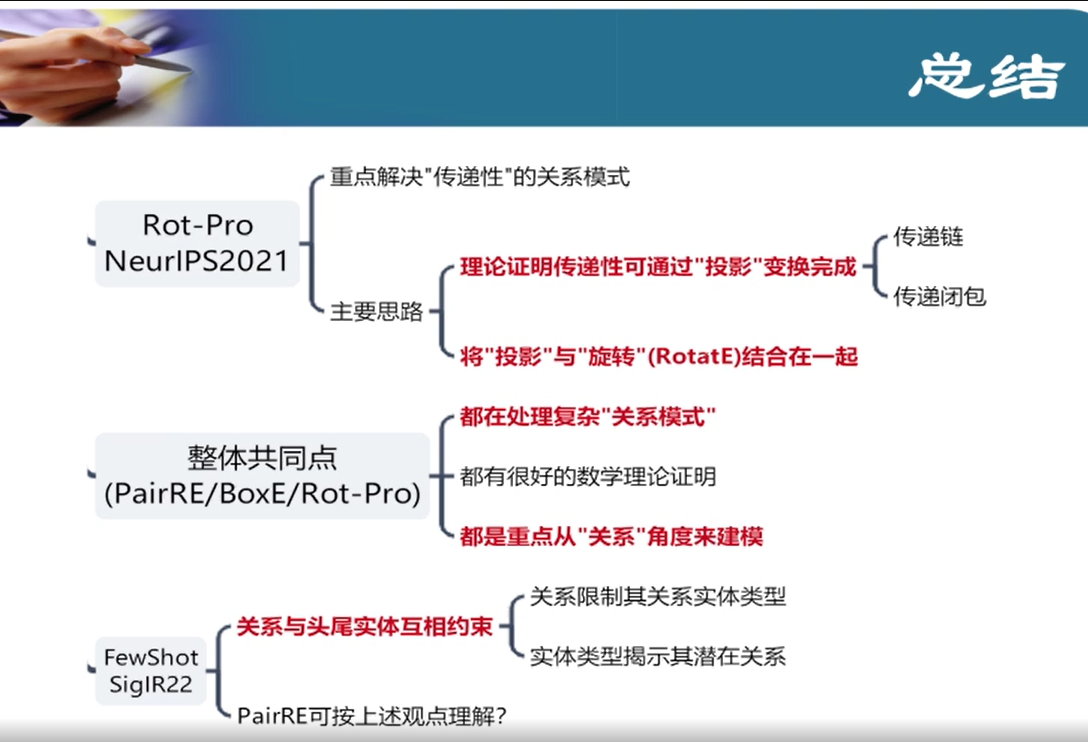 总结
Rot-Pro
NeurIPS2021
重点解决"传递性"的关系模式
主要思路
理论证明传递性可通过"投影"变换完成
传递链
传递闭包
将"投影"与"旋转"(RotatE)结合在一起
整体共同点
(PairRE/BoxE/Rot-Pro)
都在处理复杂"关系模式"
都有很好的数学理论证明
都是重点从"关系"角度来建模
FewShot
SigIR22
关系与头尾实体互相约束
关系限制其关系实体类型
实体类型揭示其潜在关系
PairRE可按上述观点理解?